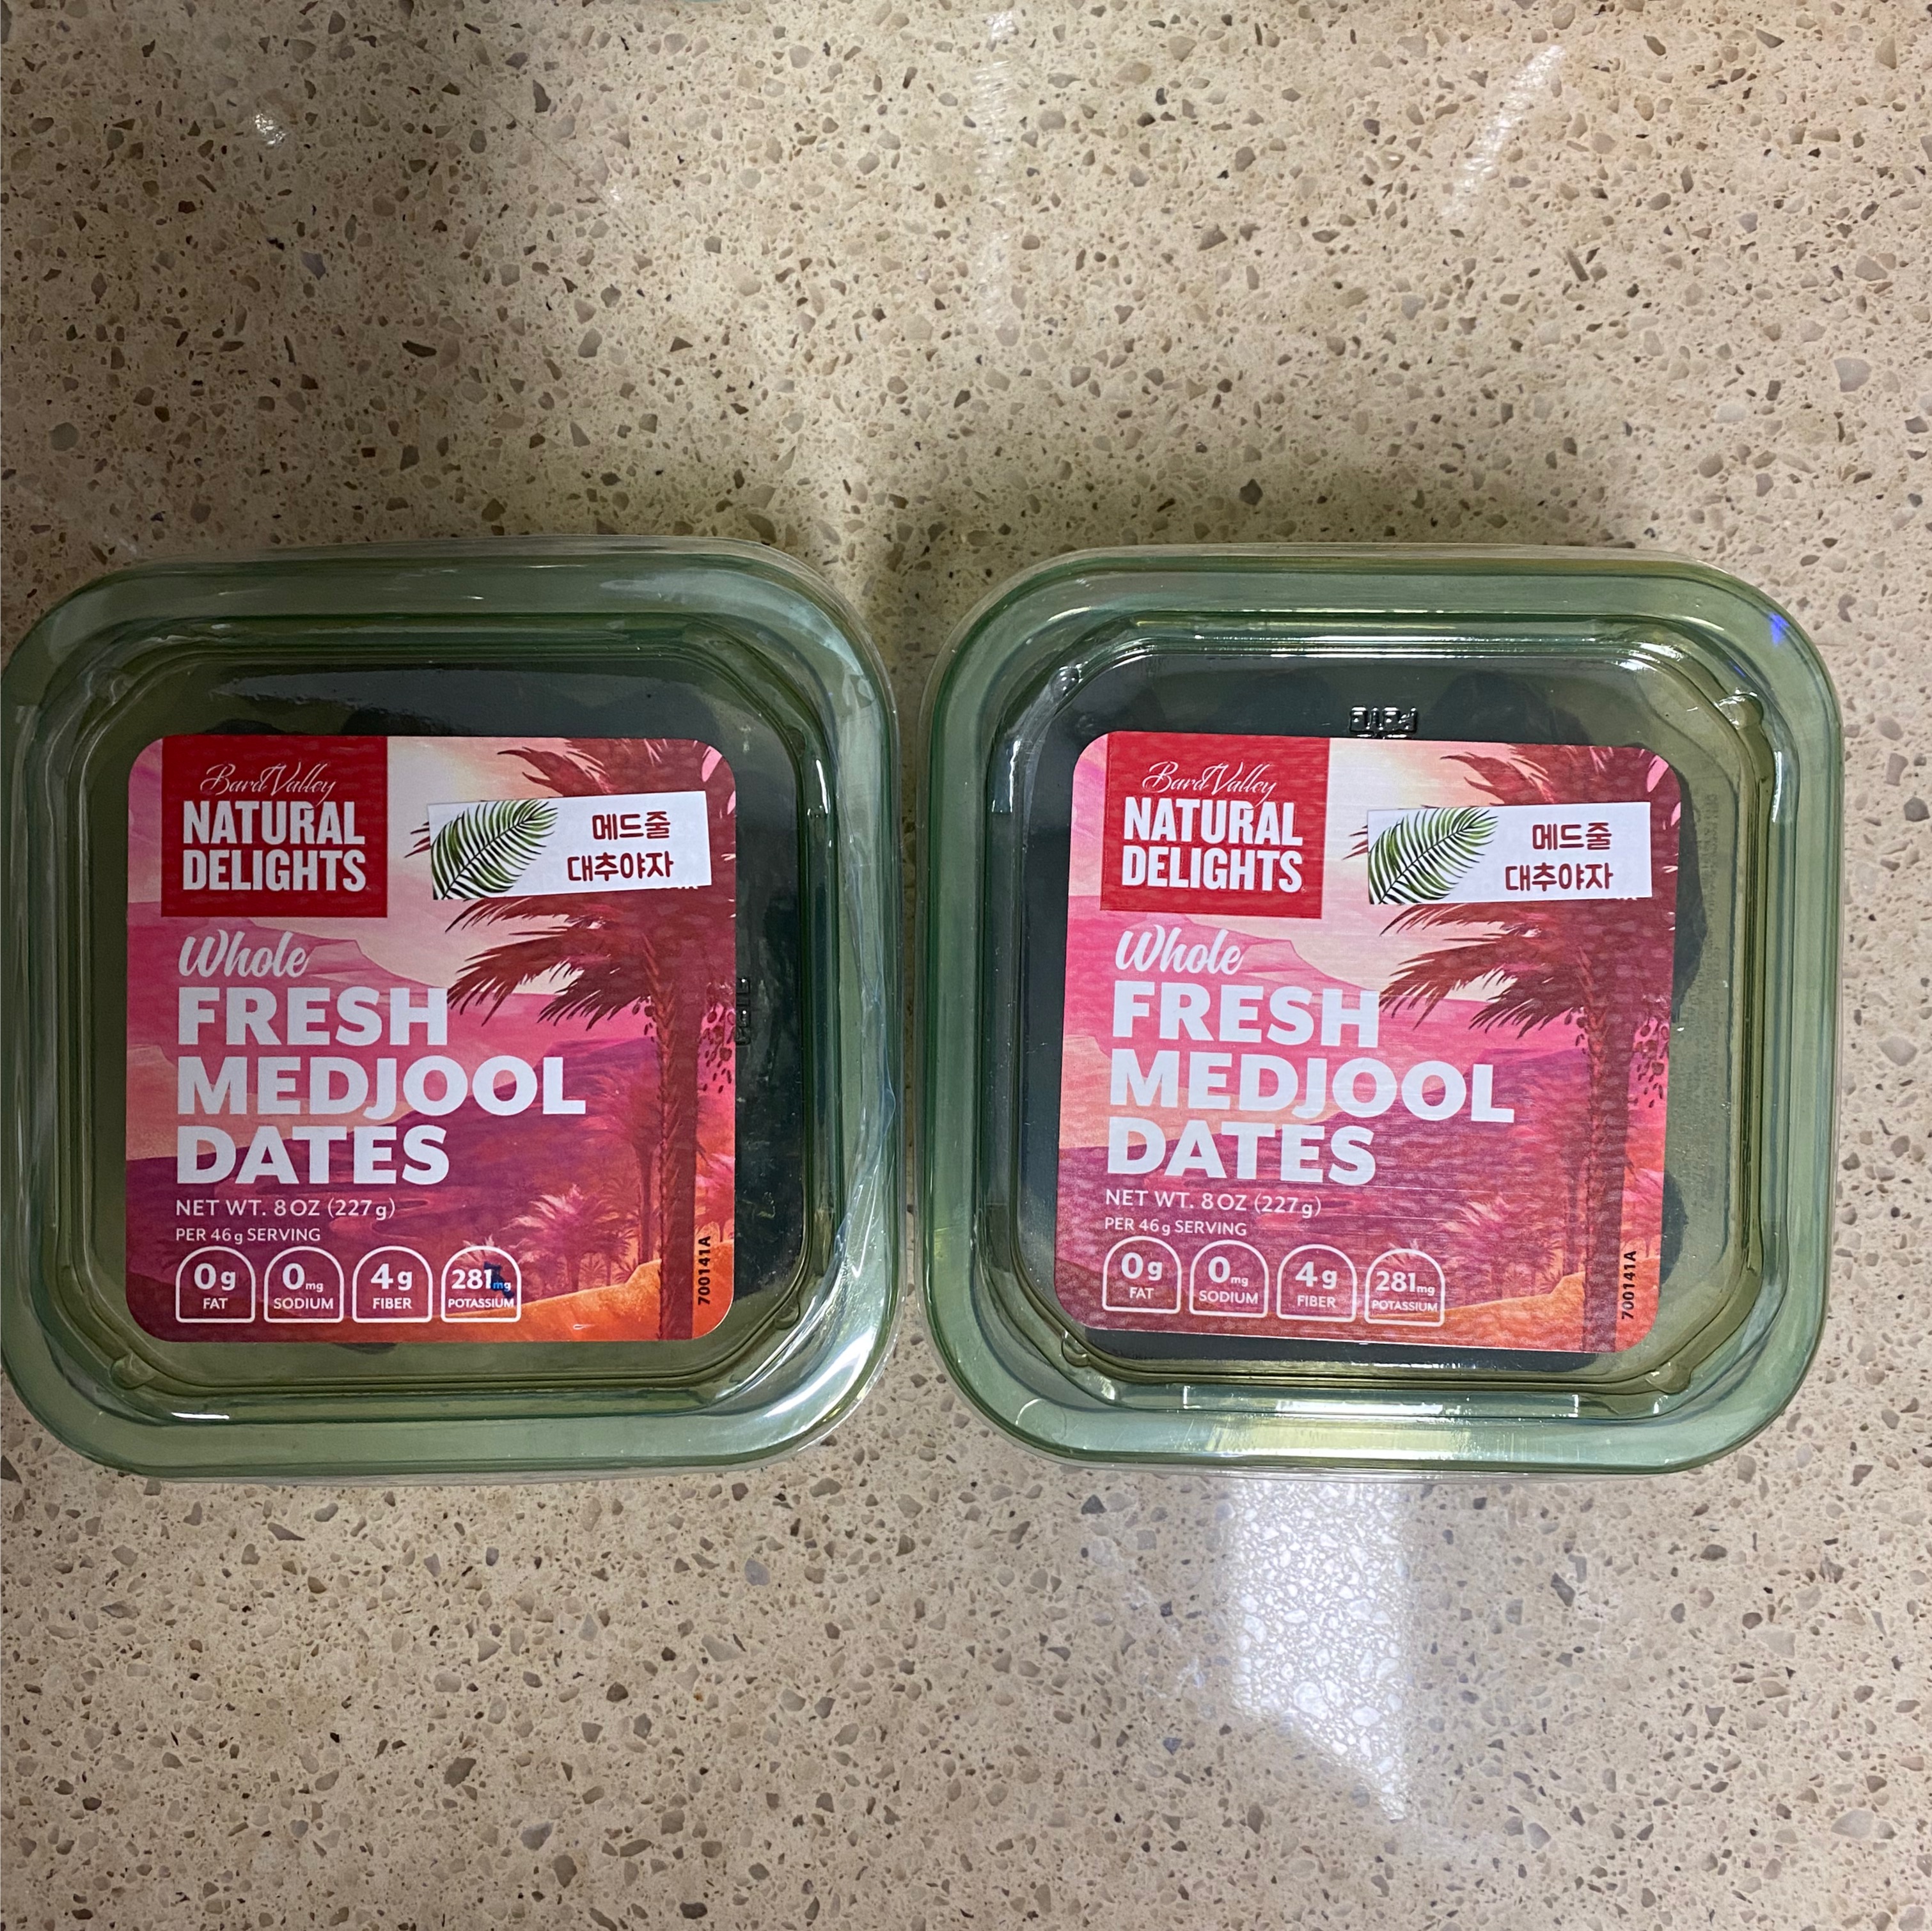 Bard Valley
NATURAL
DELIGHTS
메드줄
대추야자
Whole
FRESH
MEDJOOL
DATES
NET WT. 8 OZ (227g)
PER 46g SERVING
0g
FAT
0mg
SODIUM
4g
FIBER
281mg
POTASSIUM
700141A
Bard Valley
NATURAL
DELIGHTS
메드줄
대추야자
Whole
FRESH
MEDJOOL
DATES
NET WT. 8 OZ (227g)
PER 46g SERVING
0g
FAT
0mg
SODIUM
4g
FIBER
281mg
POTASSIUM
700141A